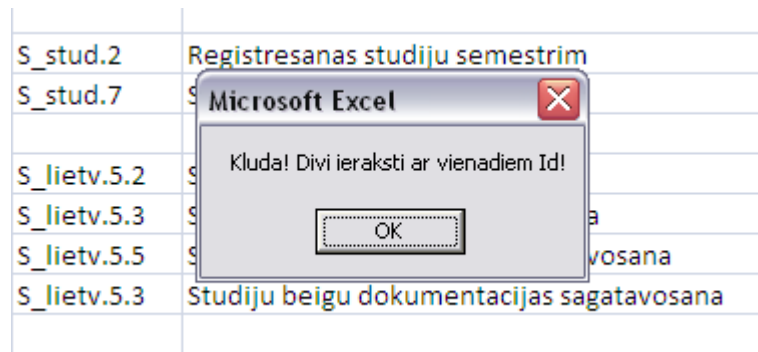 S_stud.2 Registresanas studiju semestrim
S_stud.7 S
Microsoft Excel
Kluda! Divi ieraksti ar vienadiem Id!
OK
S_lietv.5.2 S
S_lietv.5.3 S a
S_lietv.5.5 S vosana
S_lietv.5.3 Studiju beigu dokumentacijas sagatavosana